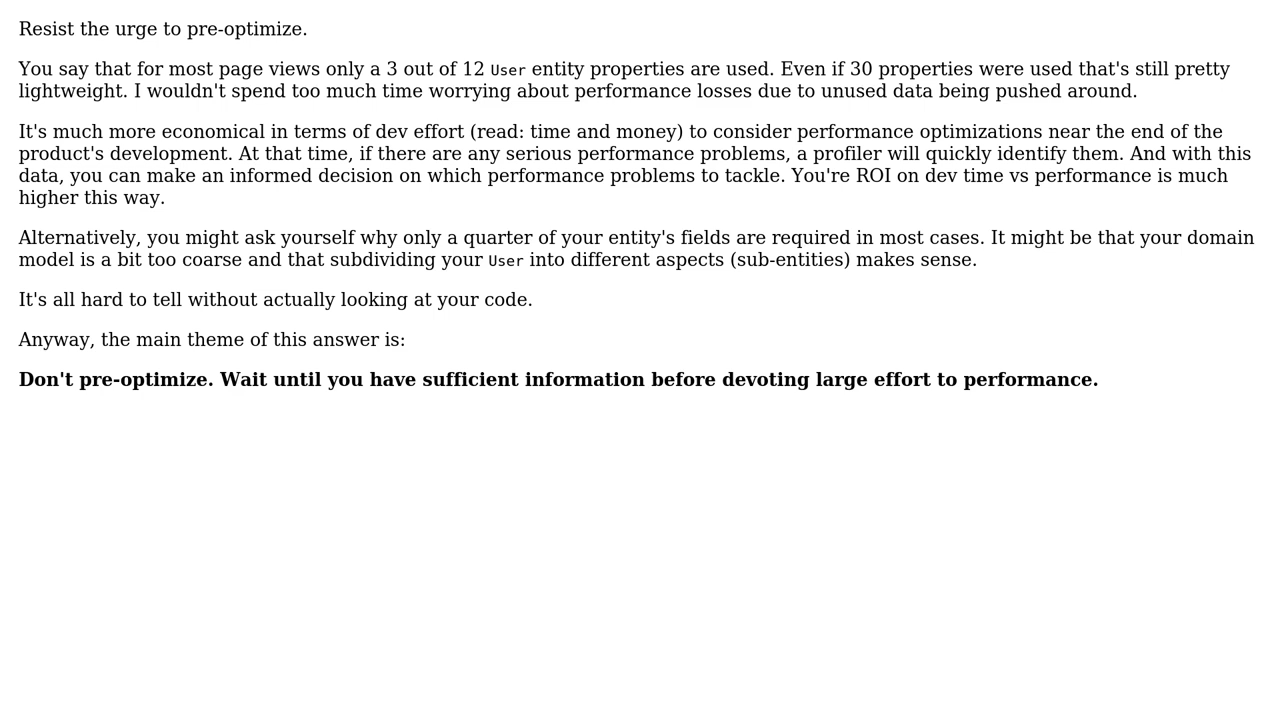 Resist the urge to pre-optimize.
You say that for most page views only a 3 out of 12 User entity properties are used. Even if 30 properties were used that's still pretty
lightweight. I wouldn't spend too much time worrying about performance losses due to unused data being pushed around.
It's much more economical in terms of dev effort (read: time and money) to consider performance optimizations near the end of the
product's development. At that time, if there are any serious performance problems, a profiler will quickly identify them. And with this
data, you can make an informed decision on which performance problems to tackle. You're ROI on dev time vs performance is much
higher this way.
Alternatively, you might ask yourself why only a quarter of your entity's fields are required in most cases. It might be that your domain
model is a bit too coarse and that subdividing your User into different aspects (sub-entities) makes sense.
It's all hard to tell without actually looking at your code.
Anyway, the main theme of this answer is:
Don't pre-optimize. Wait until you have sufficient information before devoting large effort to performance.